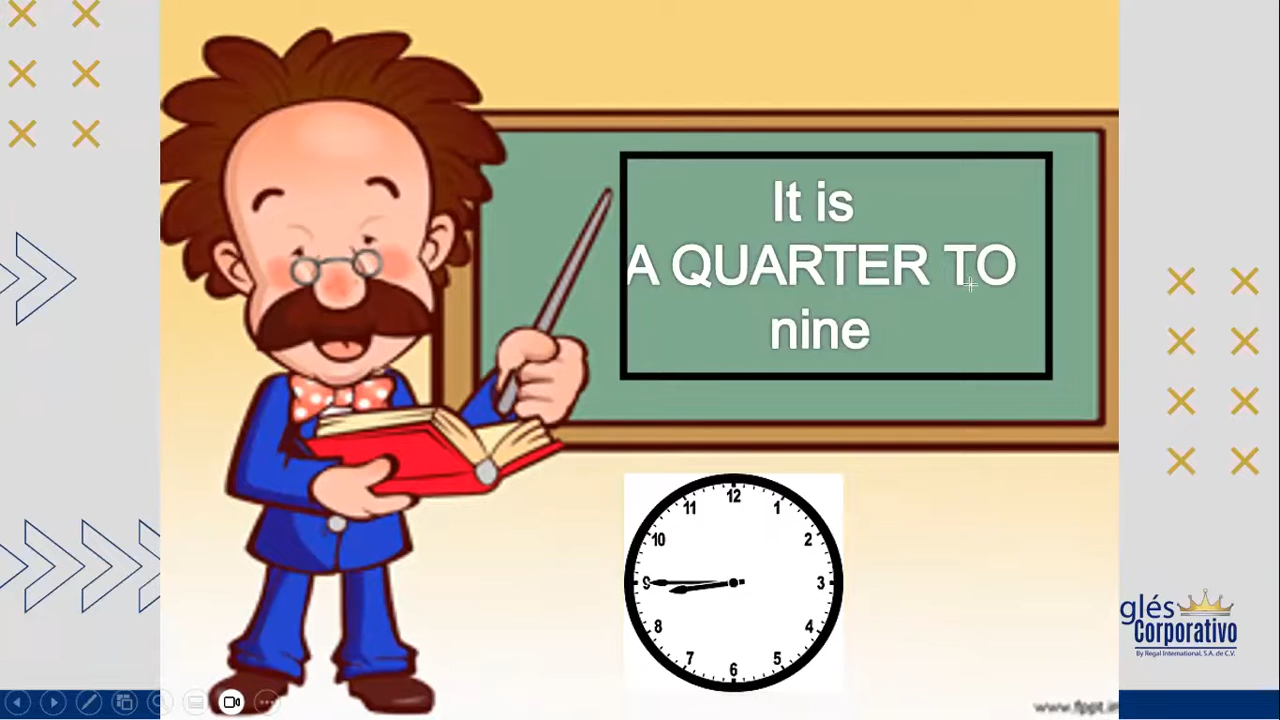 It is
A QUARTER TO
nine
12
11
1
10
2
9
3
8
4
7
5
6
glés
Corporativo
By Regal International, S.A. de C.V.